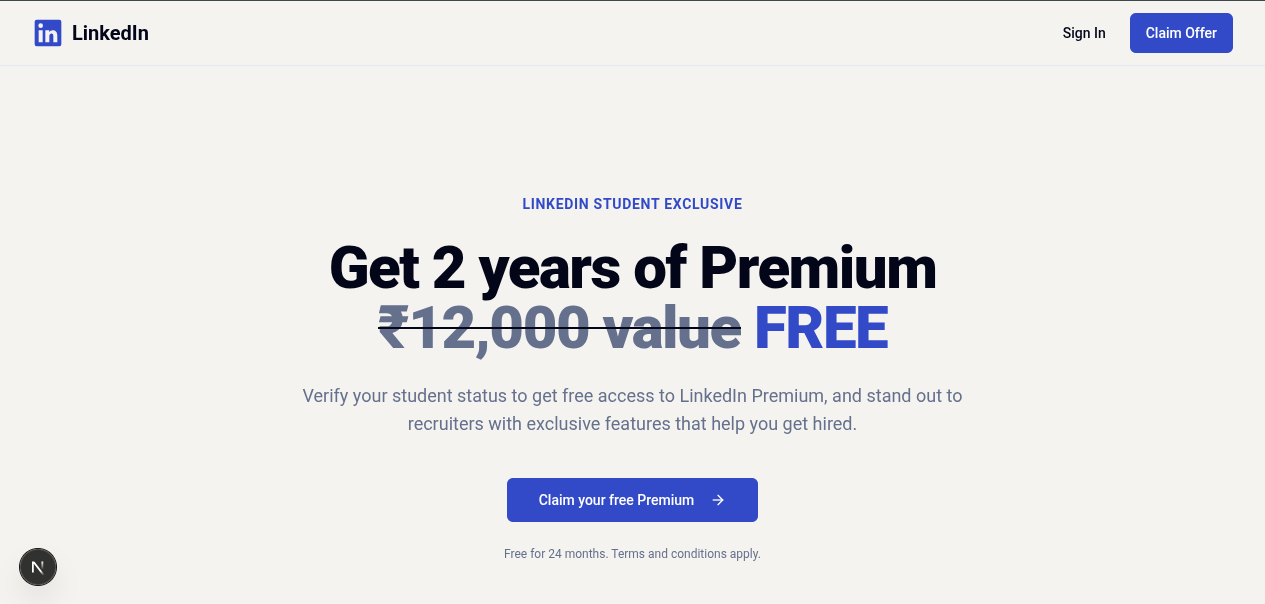 LinkedIn
Sign In
Claim Offer
LINKEDIN STUDENT EXCLUSIVE
Get 2 years of Premium
₹12,000 value FREE
Verify your student status to get free access to LinkedIn Premium, and stand out to
recruiters with exclusive features that help you get hired.
Claim your free Premium
Free for 24 months. Terms and conditions apply.